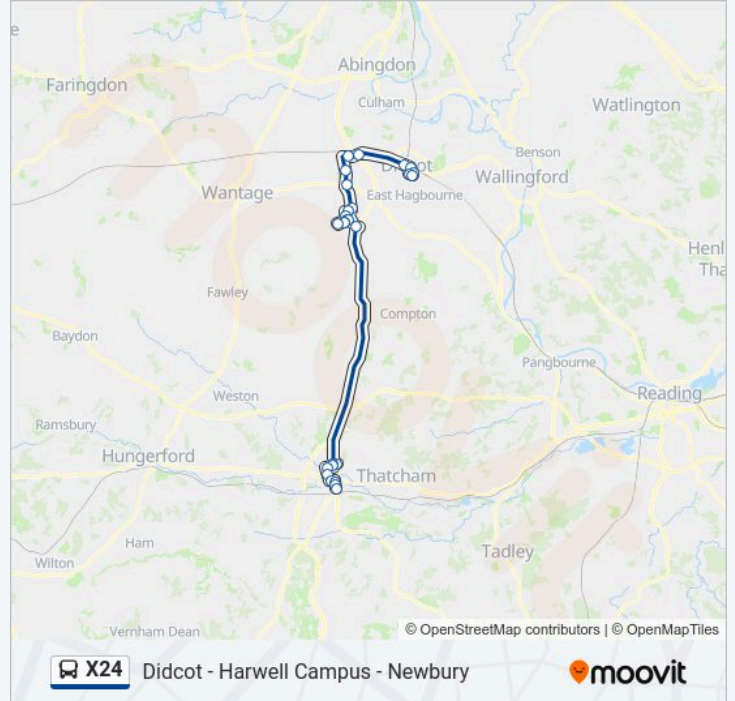 e
Abingdon
Faringdon
Culham
Watlington
Benson
Didcot
Wallingford
Wantage
East Hagbourne
Henl
Tha
Fawley
Compton
Baydon
Pangbourne
Weston
Reading
Ramsbury
Hungerford
Thatcham
Ham
Tadley
Wilton
Vernham Dean
© OpenStreetMap contributors | © OpenMapTiles
X24 Didcot - Harwell Campus - Newbury
moovit